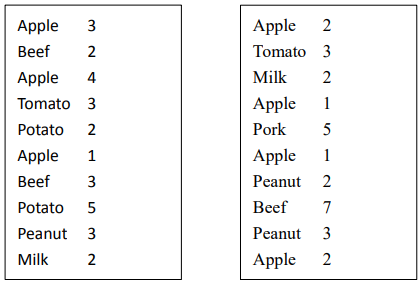 Apple 3
Beef 2
Apple 4
Tomato 3
Potato 2
Apple 1
Beef 3
Potato 5
Peanut 3
Milk 2
Apple 2
Tomato 3
Milk 2
Apple 1
Pork 5
Apple 1
Peanut 2
Beef 7
Peanut 3
Apple 2